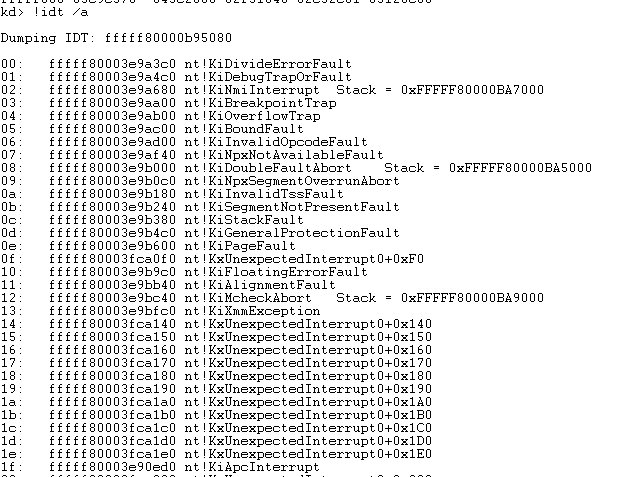 kd> !idt /a
Dumping IDT: fffff80000b95080
00: fffff80003e9a3c0 nt!KiDivideErrorFault
01: fffff80003e9a4c0 nt!KiDebugTrapOrFault
02: fffff80003e9a680 nt!KiNmiInterrupt Stack = 0xFFFFF80000BA7000
03: fffff80003e9aa00 nt!KiBreakpointTrap
04: fffff80003e9ab00 nt!KiOverflowTrap
05: fffff80003e9ac00 nt!KiBoundFault
06: fffff80003e9ad00 nt!KiInvalidOpcodeFault
07: fffff80003e9af40 nt!KiNpxNotAvailableFault
08: fffff80003e9b000 nt!KiDoubleFaultAbort Stack = 0xFFFFF80000BA5000
09: fffff80003e9b0c0 nt!KiNpxSegmentOverrunAbort
0a: fffff80003e9b180 nt!KiInvalidTssFault
0b: fffff80003e9b240 nt!KiSegmentNotPresentFault
0c: fffff80003e9b380 nt!KiStackFault
0d: fffff80003e9b4c0 nt!KiGeneralProtectionFault
0e: fffff80003e9b600 nt!KiPageFault
0f: fffff80003fca0f0 nt!KxUnexpectedInterrupt0+0xF0
10: fffff80003e9b9c0 nt!KiFloatingErrorFault
11: fffff80003e9bb40 nt!KiAlignmentFault
12: fffff80003e9bc40 nt!KiMcheckAbort Stack = 0xFFFFF80000BA9000
13: fffff80003e9bfc0 nt!KiXmmException
14: fffff80003fca140 nt!KxUnexpectedInterrupt0+0x140
15: fffff80003fca150 nt!KxUnexpectedInterrupt0+0x150
16: fffff80003fca160 nt!KxUnexpectedInterrupt0+0x160
17: fffff80003fca170 nt!KxUnexpectedInterrupt0+0x170
18: fffff80003fca180 nt!KxUnexpectedInterrupt0+0x180
19: fffff80003fca190 nt!KxUnexpectedInterrupt0+0x190
1a: fffff80003fca1a0 nt!KxUnexpectedInterrupt0+0x1A0
1b: fffff80003fca1b0 nt!KxUnexpectedInterrupt0+0x1B0
1c: fffff80003fca1c0 nt!KxUnexpectedInterrupt0+0x1C0
1d: fffff80003fca1d0 nt!KxUnexpectedInterrupt0+0x1D0
1e: fffff80003fca1e0 nt!KxUnexpectedInterrupt0+0x1E0
1f: fffff80003e90ed0 nt!KiApcInterrupt